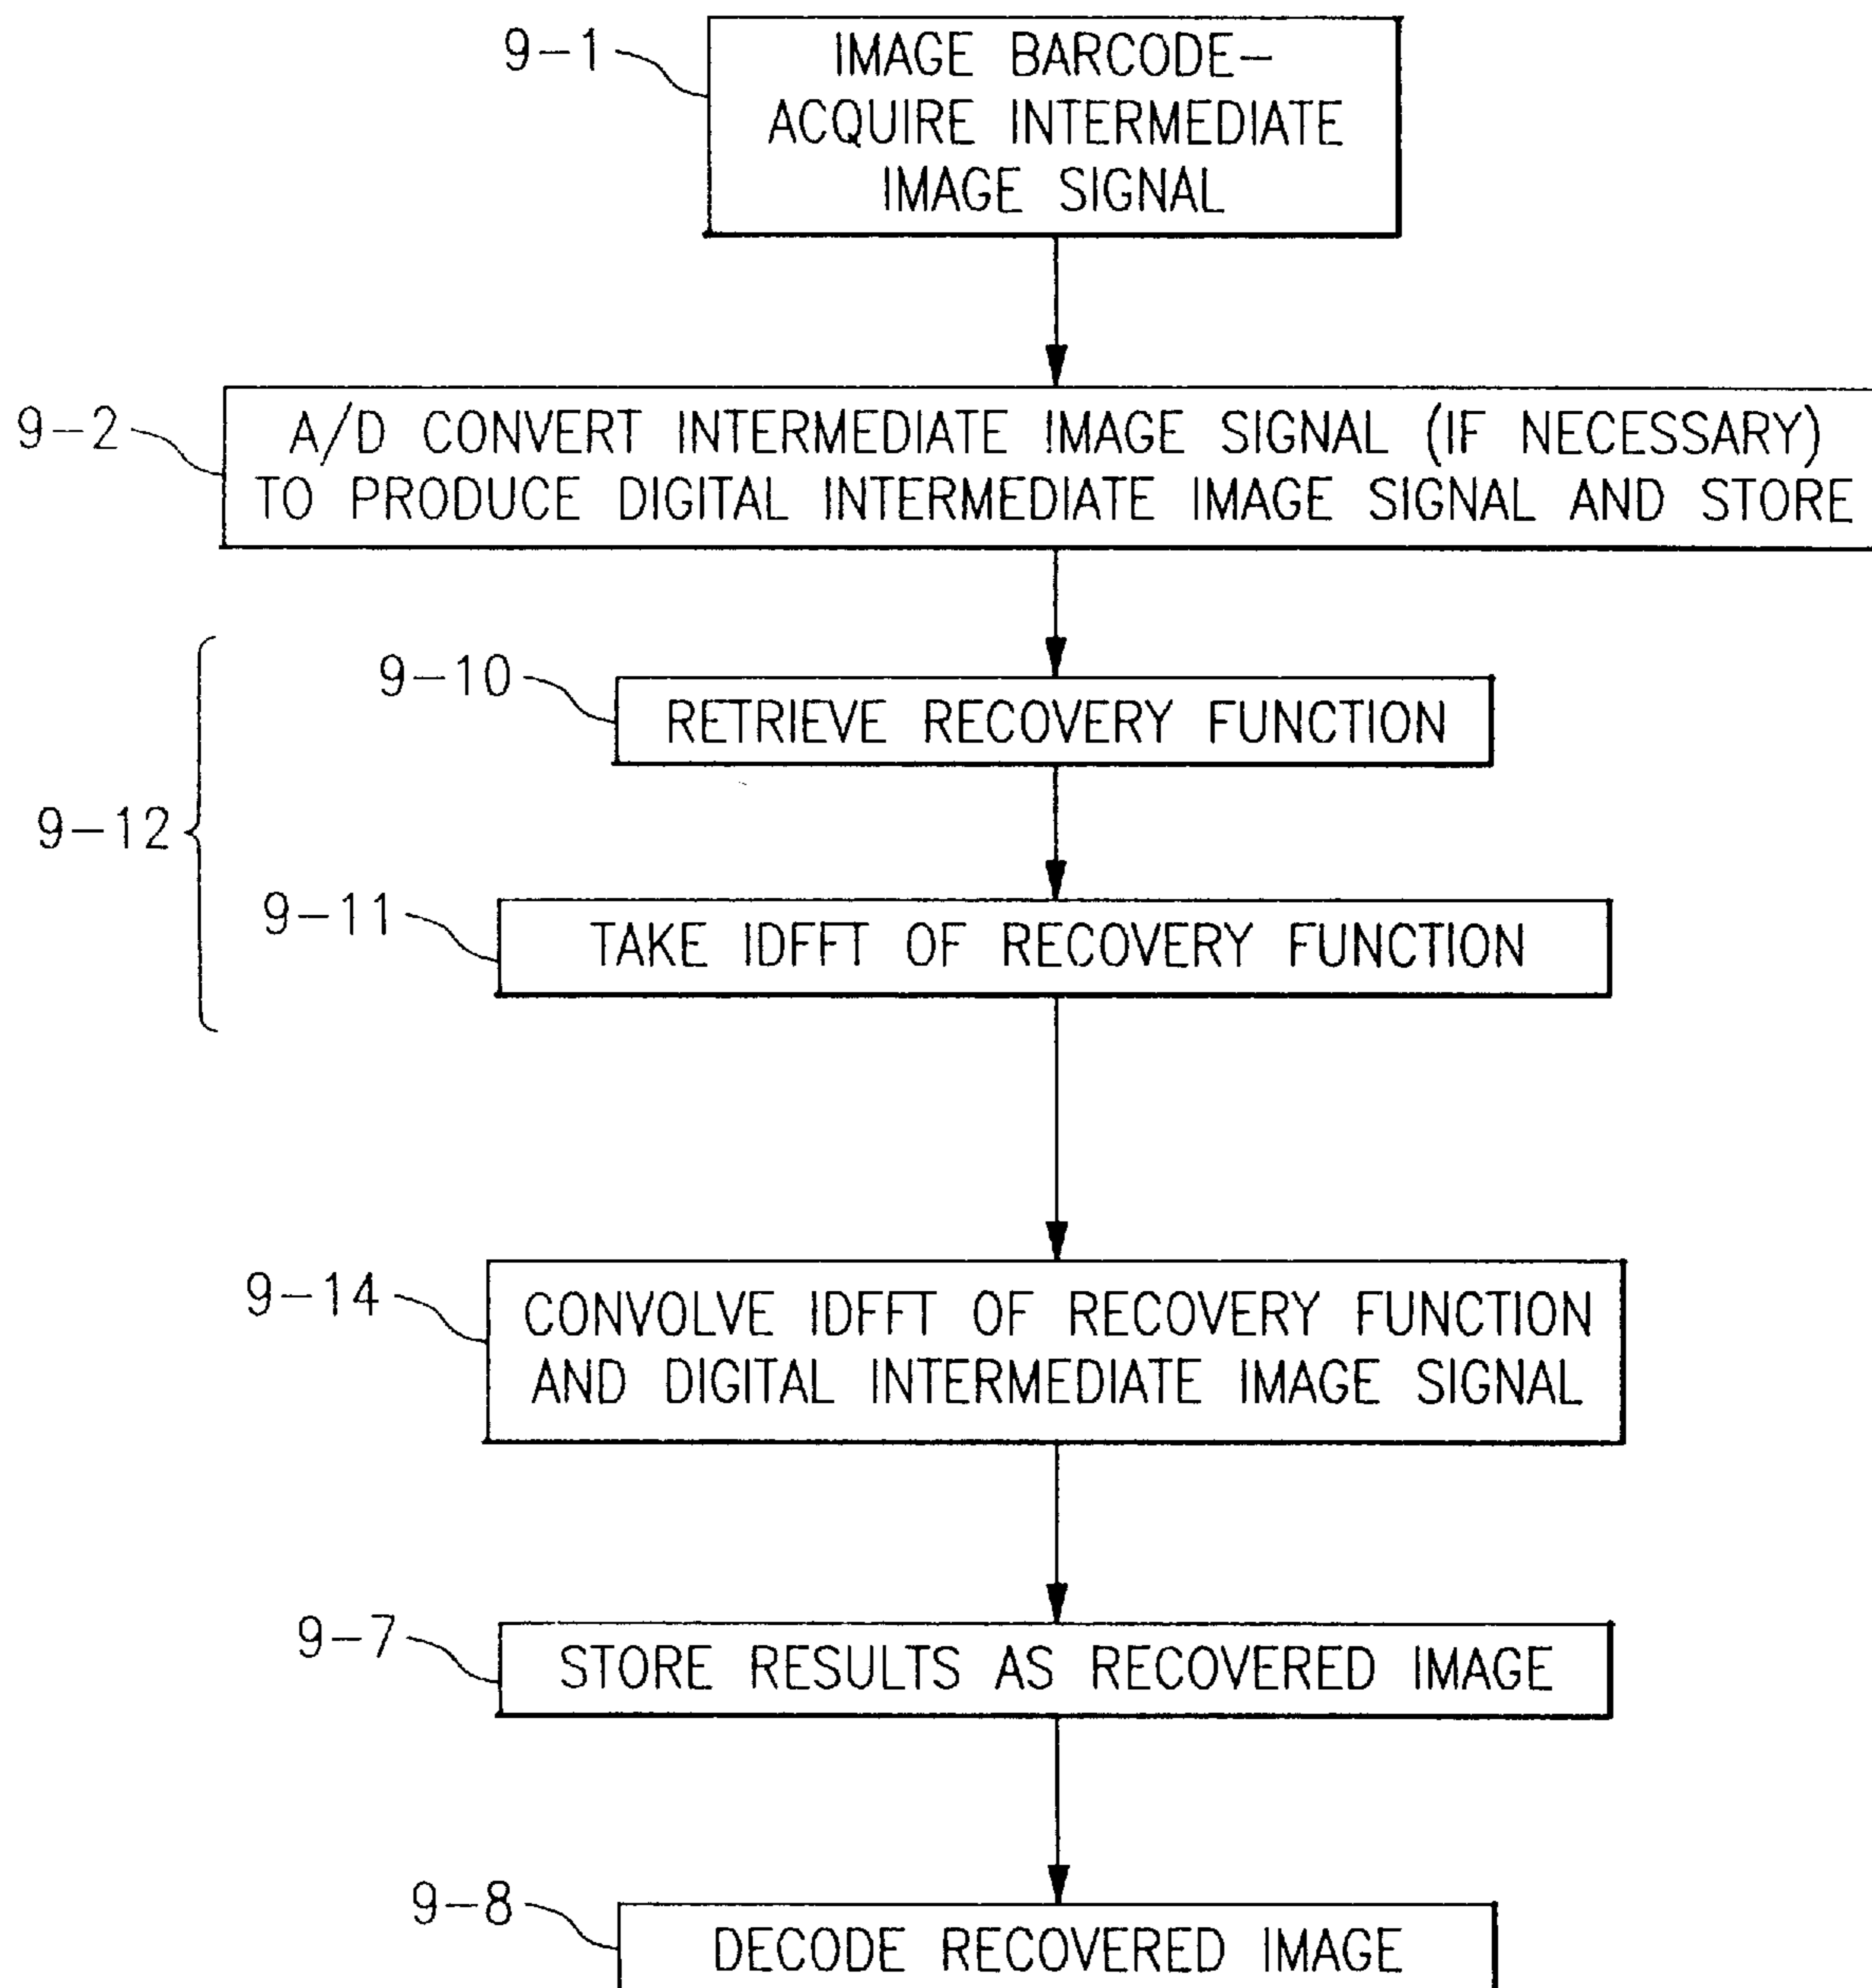 9-1
IMAGE BARCODE-
ACQUIRE INTERMEDIATE
IMAGE SIGNAL
9-2
A/D CONVERT INTERMEDIATE IMAGE SIGNAL (IF NECESSARY)
TO PRODUCE DIGITAL INTERMEDIATE IMAGE SIGNAL AND STORE
9-10
RETRIEVE RECOVERY FUNCTION
9-12
9-11
TAKE IDFFT OF RECOVERY FUNCTION
9-14
CONVOLVE IDFFT OF RECOVERY FUNCTION
AND DIGITAL INTERMEDIATE IMAGE SIGNAL
9-7
STORE RESULTS AS RECOVERED IMAGE
9-8
DECODE RECOVERED IMAGE